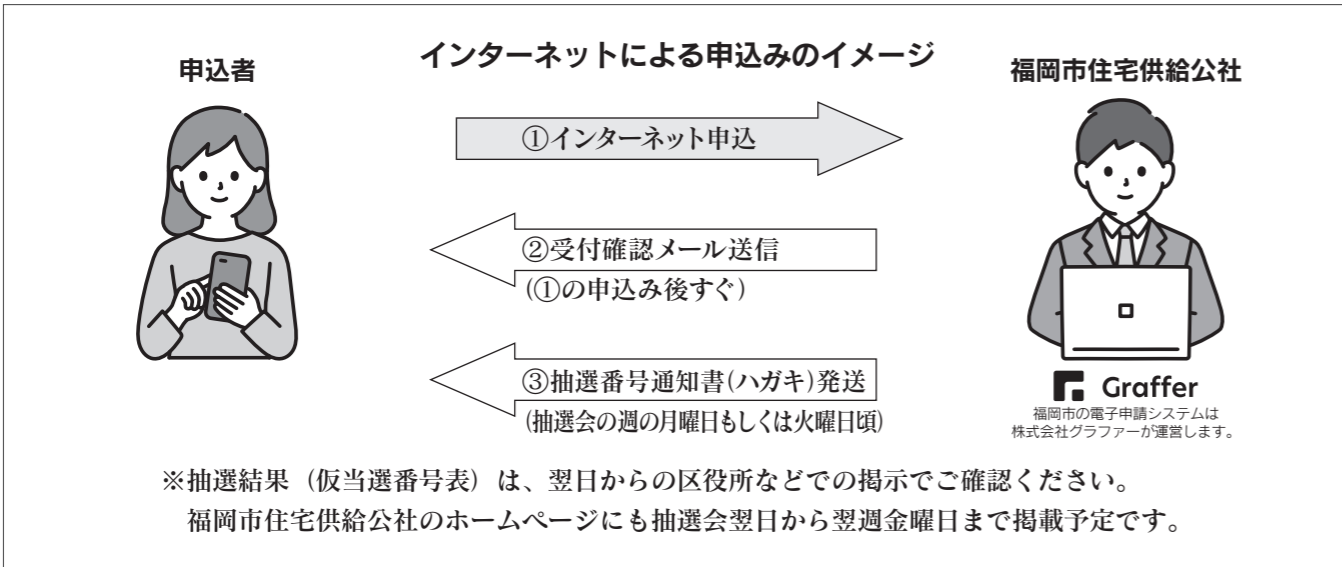 インターネットによる申込みのイメージ
申込者
福岡市住宅供給公社
①インターネット申込
②受付確認メール送信
(①の申込み後すぐ)
③抽選番号通知書(ハガキ)発送
(抽選会の週の月曜日もしくは火曜日頃)
Graffer
福岡市の電子申請システムは
株式会社グラファーが運営します。
※抽選結果（仮当選番号表）は、翌日からの区役所などでの掲示でご確認ください。
福岡市住宅供給公社のホームページにも抽選会翌日から翌週金曜日まで掲載予定です。